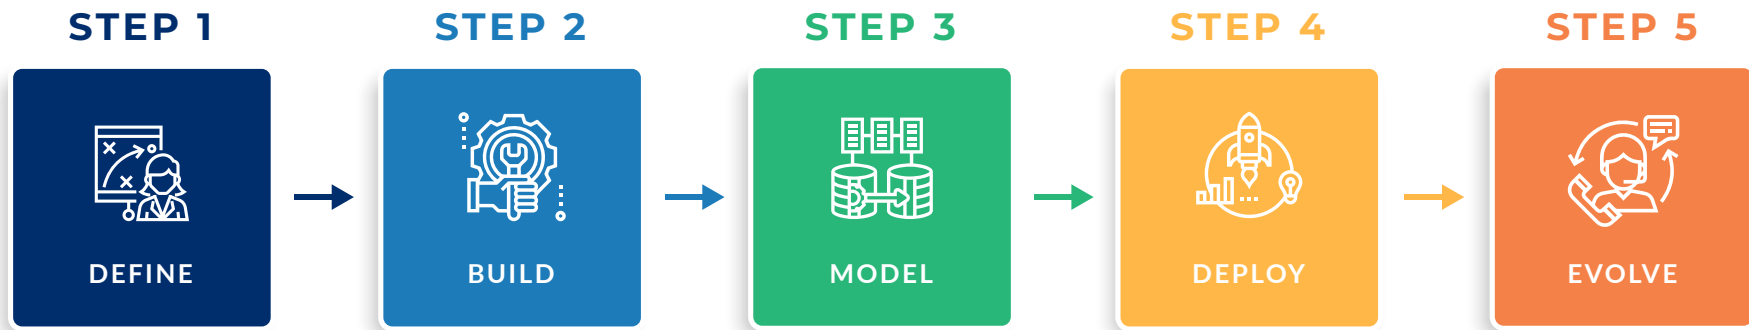 STEP 1
STEP 2
STEP 3
STEP 4
STEP 5
DEFINE
BUILD
MODEL
DEPLOY
EVOLVE